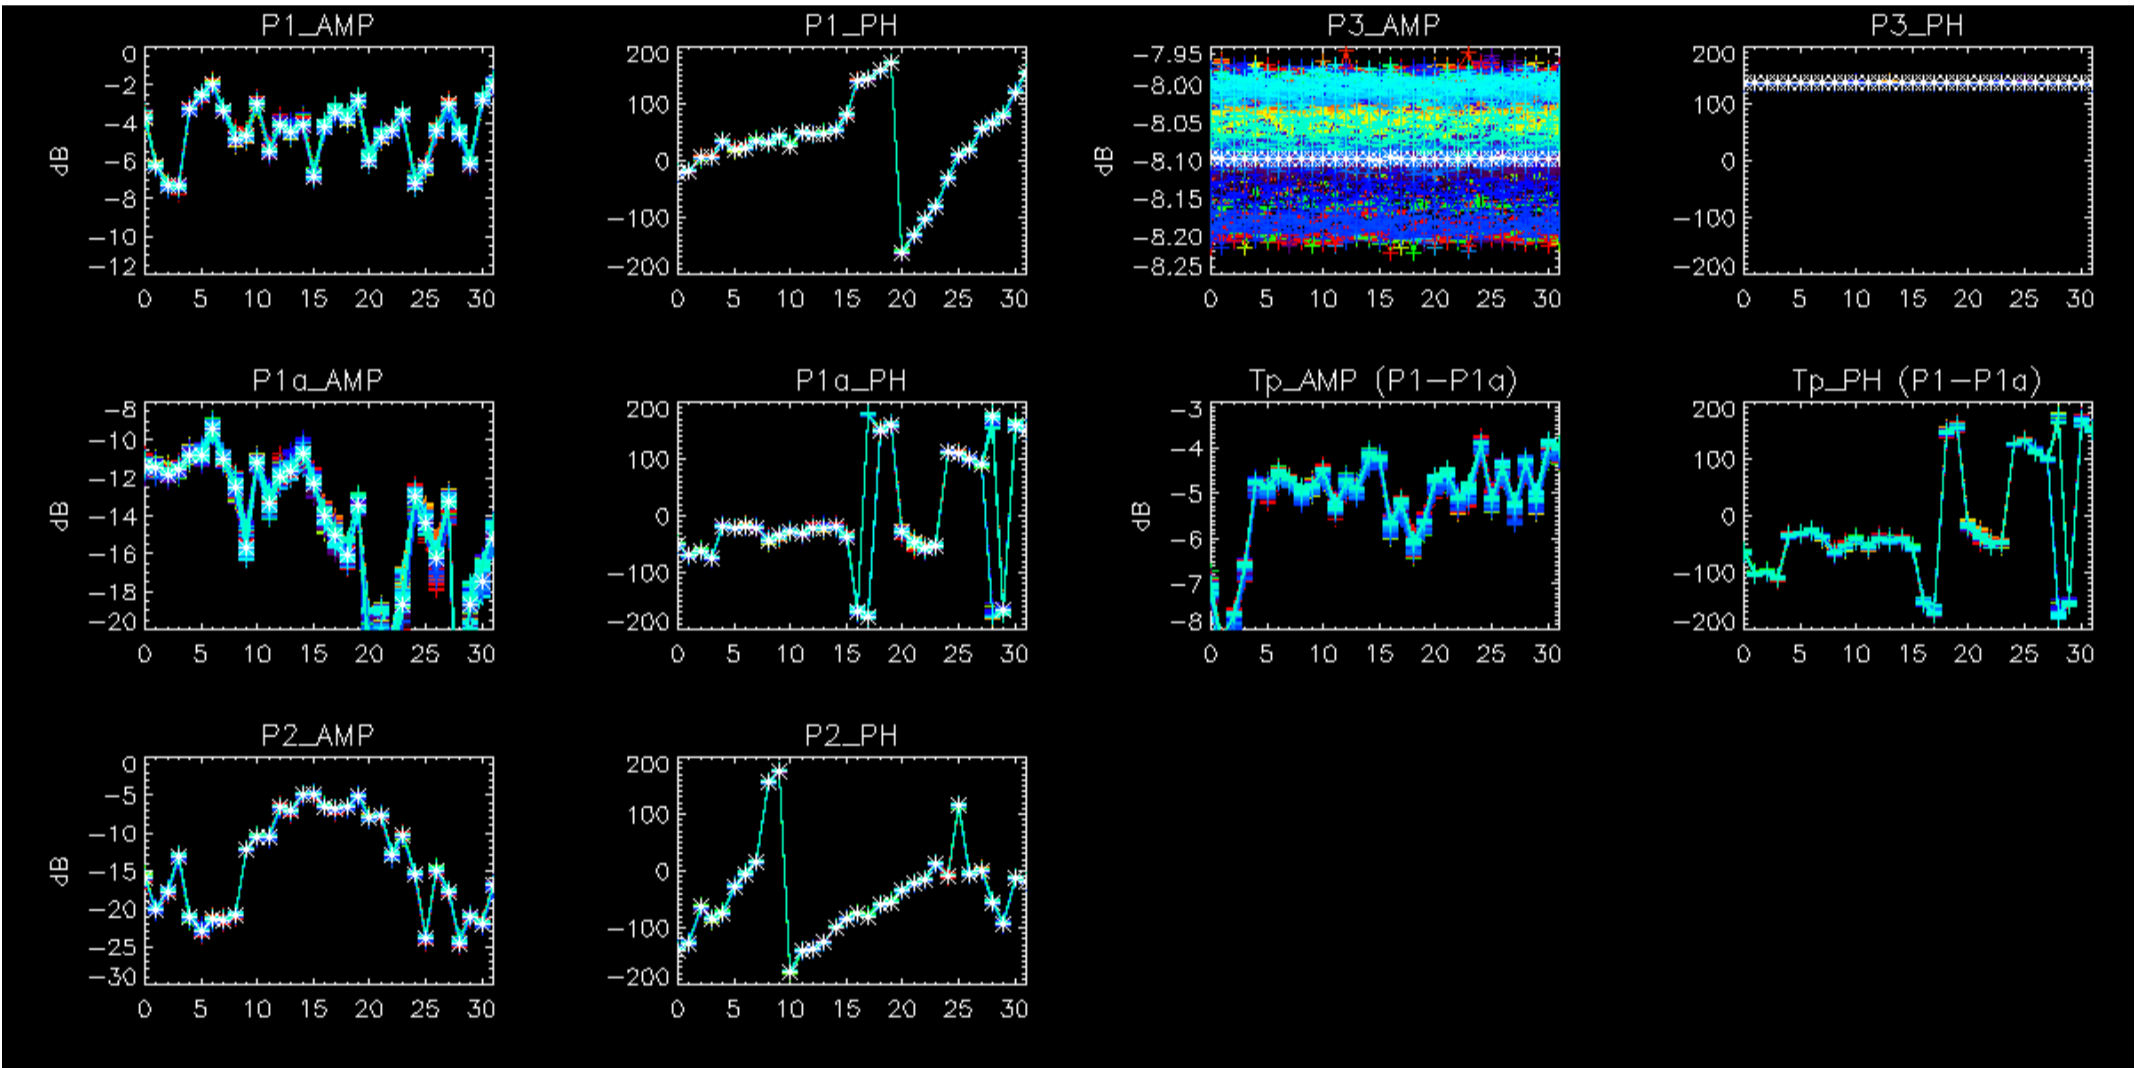 P1_AMP
P1_PH
P3_AMP
P3_PH
0
−2
−4
−6
−8
−10
−12
dB
0 5 10 15 20 25 30
200
100
0
−100
−200
0 5 10 15 20 25 30
−7.95
−8.00
−8.05
−8.10
−8.15
−8.20
−8.25
dB
0 5 10 15 20 25 30
200
100
0
−100
−200
0 5 10 15 20 25 30
P1a_AMP
P1a_PH
Tp_AMP (P1−P1a)
Tp_PH (P1−P1a)
−8
−10
−12
−14
−16
−18
−20
dB
0 5 10 15 20 25 30
200
100
0
−100
−200
0 5 10 15 20 25 30
−3
−4
−5
−6
−7
−8
dB
0 5 10 15 20 25 30
200
100
0
−100
−200
0 5 10 15 20 25 30
P2_AMP
P2_PH
0
−5
−10
−15
−20
−25
−30
dB
0 5 10 15 20 25 30
200
100
0
−100
−200
0 5 10 15 20 25 30